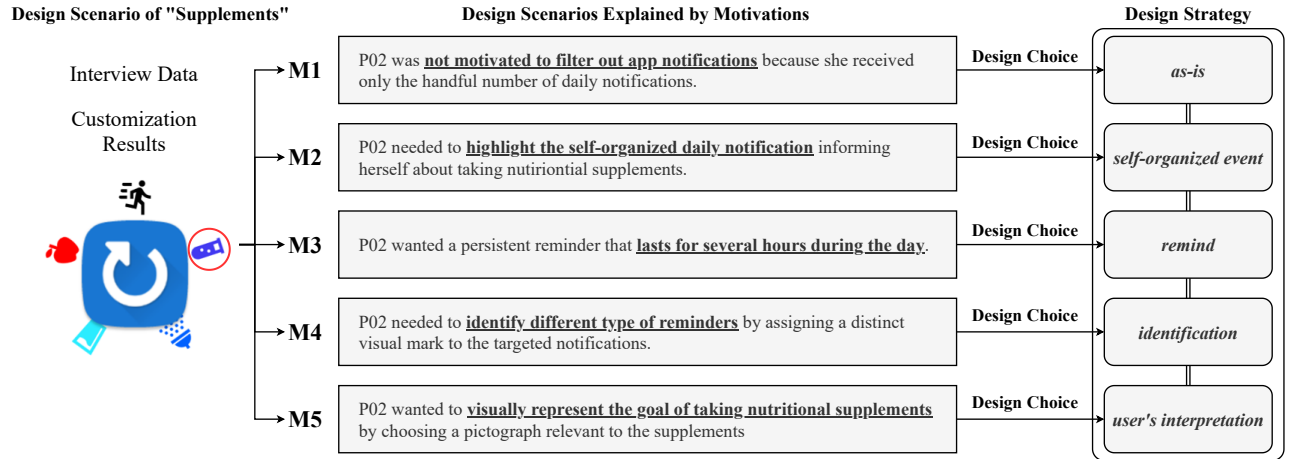 Design Scenario of "Supplements"
Design Scenarios Explained by Motivations
Design Strategy
Interview Data
Customization
Results
M1
P02 was not motivated to filter out app notifications because she received
only the handful number of daily notifications.
Design Choice
as-is
M2
P02 needed to highlight the self-organized daily notification informing
herself about taking nutiriontial supplements.
Design Choice
self-organized event
M3
P02 wanted a persistent reminder that lasts for several hours during the day.
Design Choice
remind
M4
P02 needed to identify different type of reminders by assigning a distinct
visual mark to the targeted notifications.
Design Choice
identification
M5
P02 wanted to visually represent the goal of taking nutritional supplements
by choosing a pictograph relevant to the supplements
Design Choice
user's interpretation